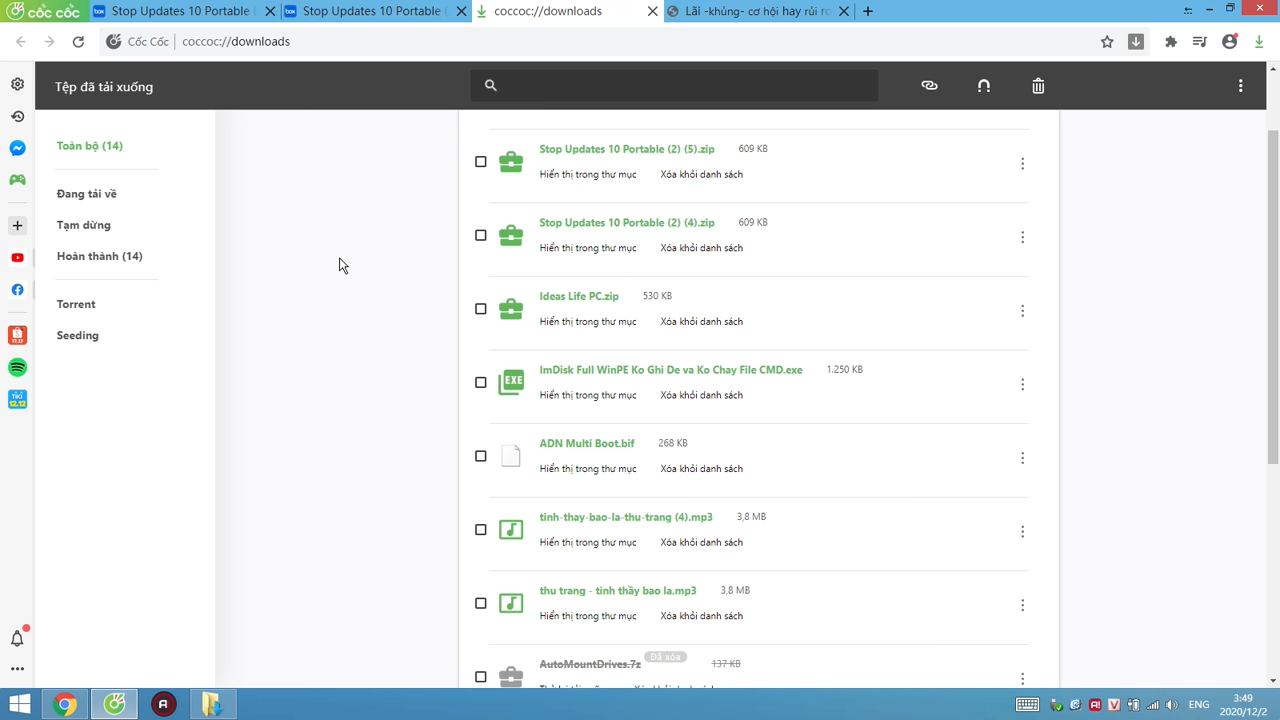 cốc cốc
Stop Updates 10 Portable (
Stop Updates 10 Portable (
coccoc://downloads
Lãi -khủng- cơ hội hay rủi ro
Cốc Cốc
coccoc://downloads
Tệp đã tải xuống
Toàn bộ (14)
Đang tải về
Tạm dừng
Hoàn thành (14)
Torrent
Seeding
Stop Updates 10 Portable (2) (5).zip 609 KB
Hiển thị trong thư mục Xóa khỏi danh sách
Stop Updates 10 Portable (2) (4).zip 609 KB
Hiển thị trong thư mục Xóa khỏi danh sách
Ideas Life PC.zip 530 KB
Hiển thị trong thư mục Xóa khỏi danh sách
EXE
ImDisk Full WinPE Ko Ghi De va Ko Chay File CMD.exe 1.250 KB
Hiển thị trong thư mục Xóa khỏi danh sách
ADN Multi Boot.bif 268 KB
Hiển thị trong thư mục Xóa khỏi danh sách
tinh-thay-bao-la-thu-trang (4).mp3 3,8 MB
Hiển thị trong thư mục Xóa khỏi danh sách
thu trang - tình thầy bao la.mp3 3,8 MB
Hiển thị trong thư mục Xóa khỏi danh sách
AutoMountDrives.7z Đã xóa 137 KB
ENG
3:49
2020/12/2